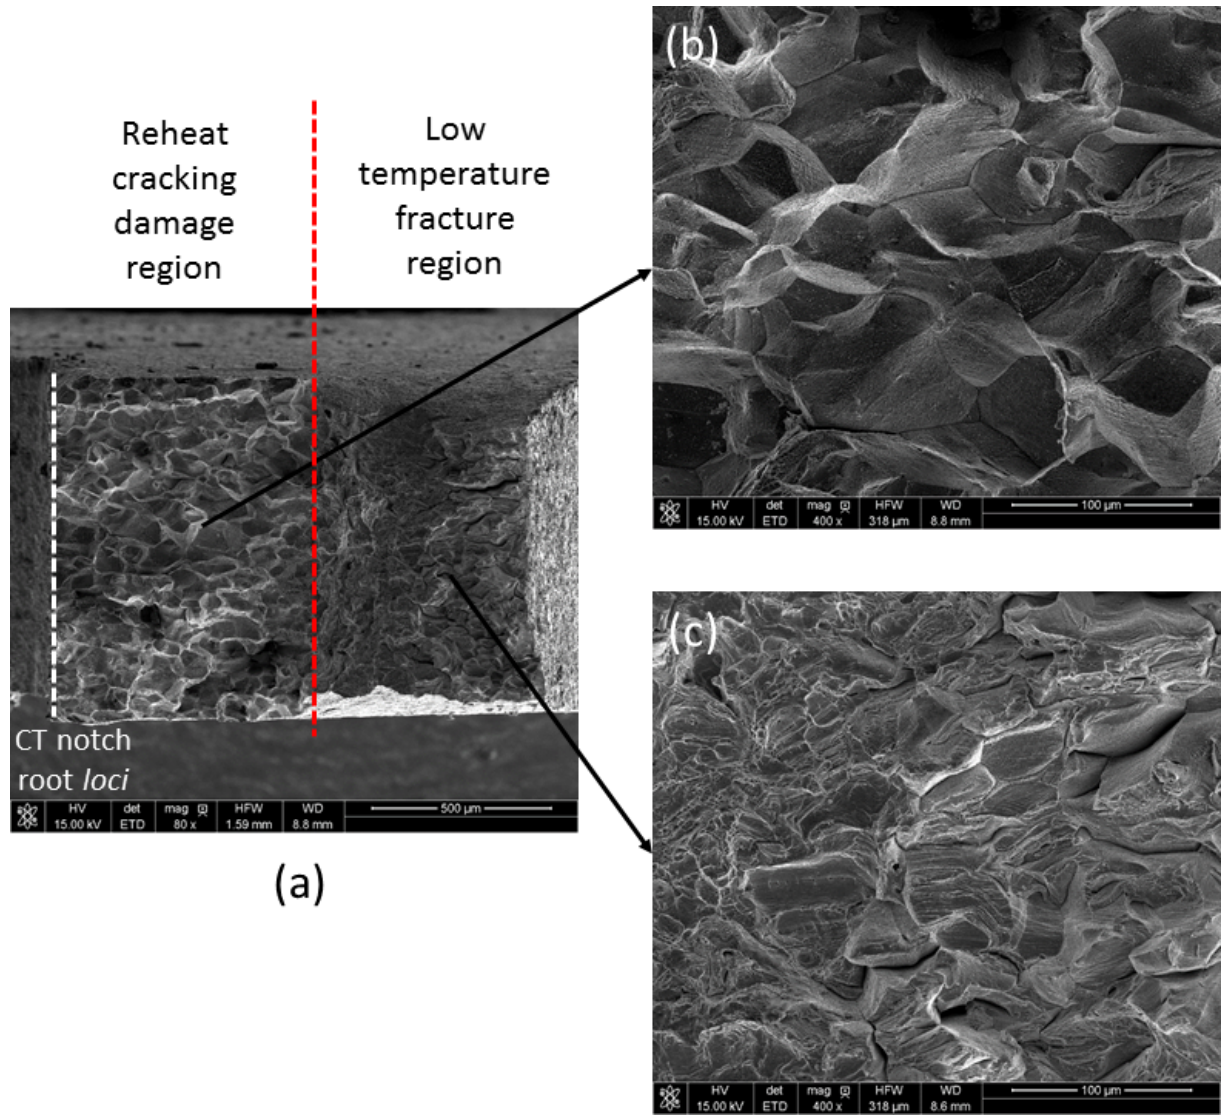 Reheat
cracking
damage
region
Low
temperature
fracture
region
CT notch
root loci
HV det mag HFW WD
15.00 kV ETD 80 x 1.59 mm 8.8 mm
500 µm
(a)
(b)
HV det mag HFW WD
15.00 kV ETD 400 x 318 µm 8.8 mm
100 µm
(c)
HV det mag HFW WD
15.00 kV ETD 400 x 318 µm 8.6 mm
100 µm